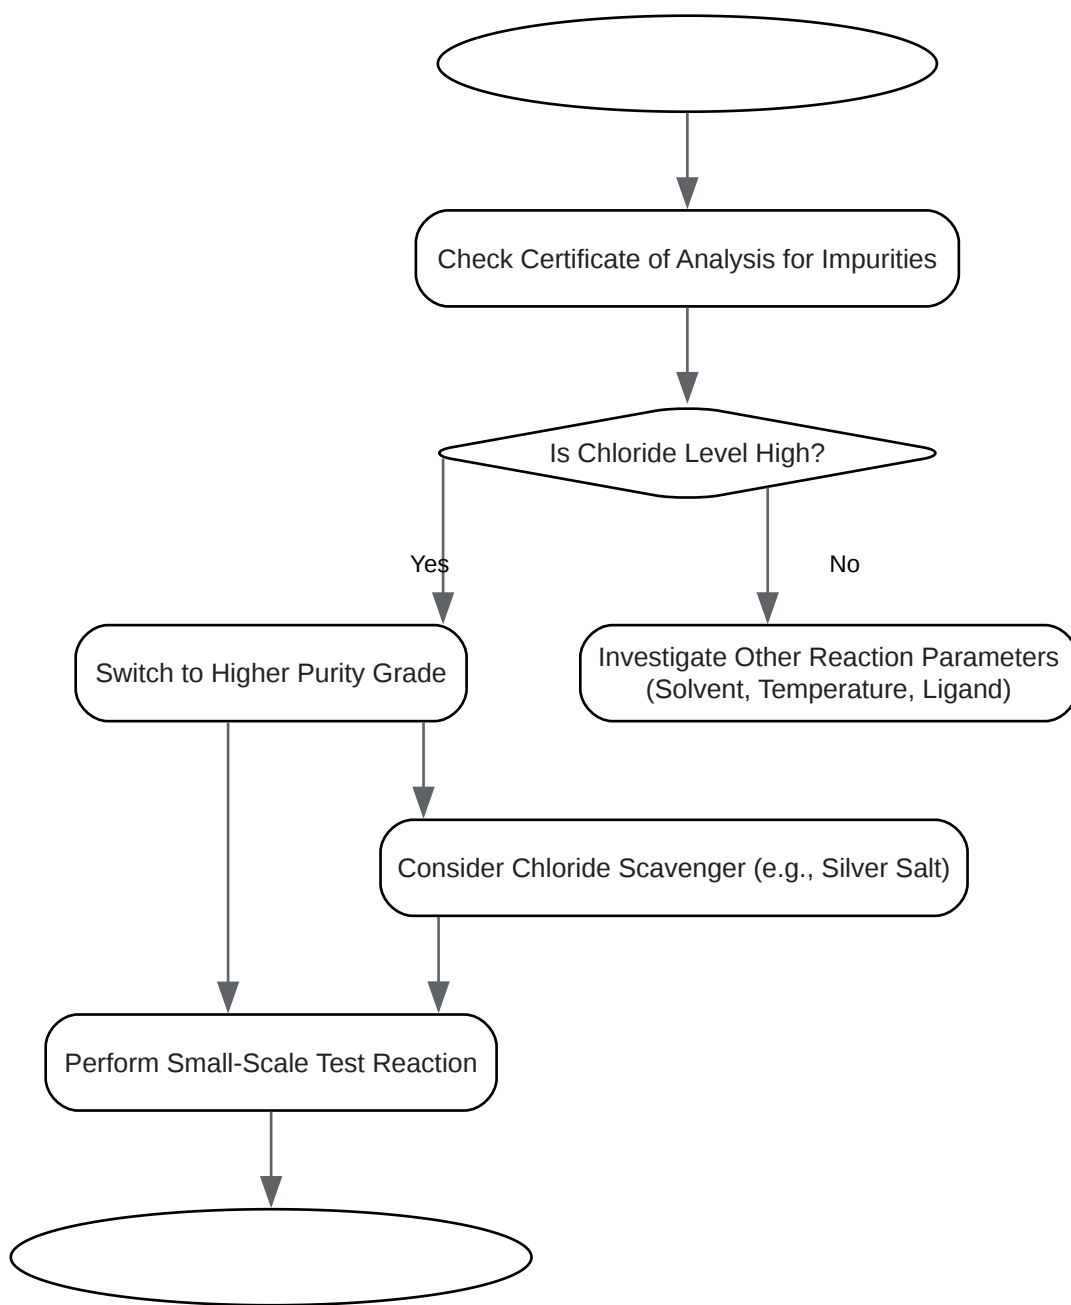 Check Certificate of Analysis for Impurities
Is Chloride Level High?
Yes
No
Switch to Higher Purity Grade
Investigate Other Reaction Parameters
(Solvent, Temperature, Ligand)
Consider Chloride Scavenger (e.g., Silver Salt)
Perform Small-Scale Test Reaction